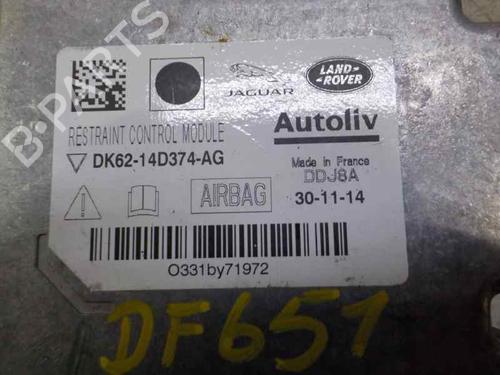 B-PARTS
JAGUAR
LAND-
ROVER
RESTRAINT CONTROL MODULE
Autoliv
DK62-14D374-AG
Made in France
DDJ8A
AIRBAG
30-11-14
O331by71972
DF651